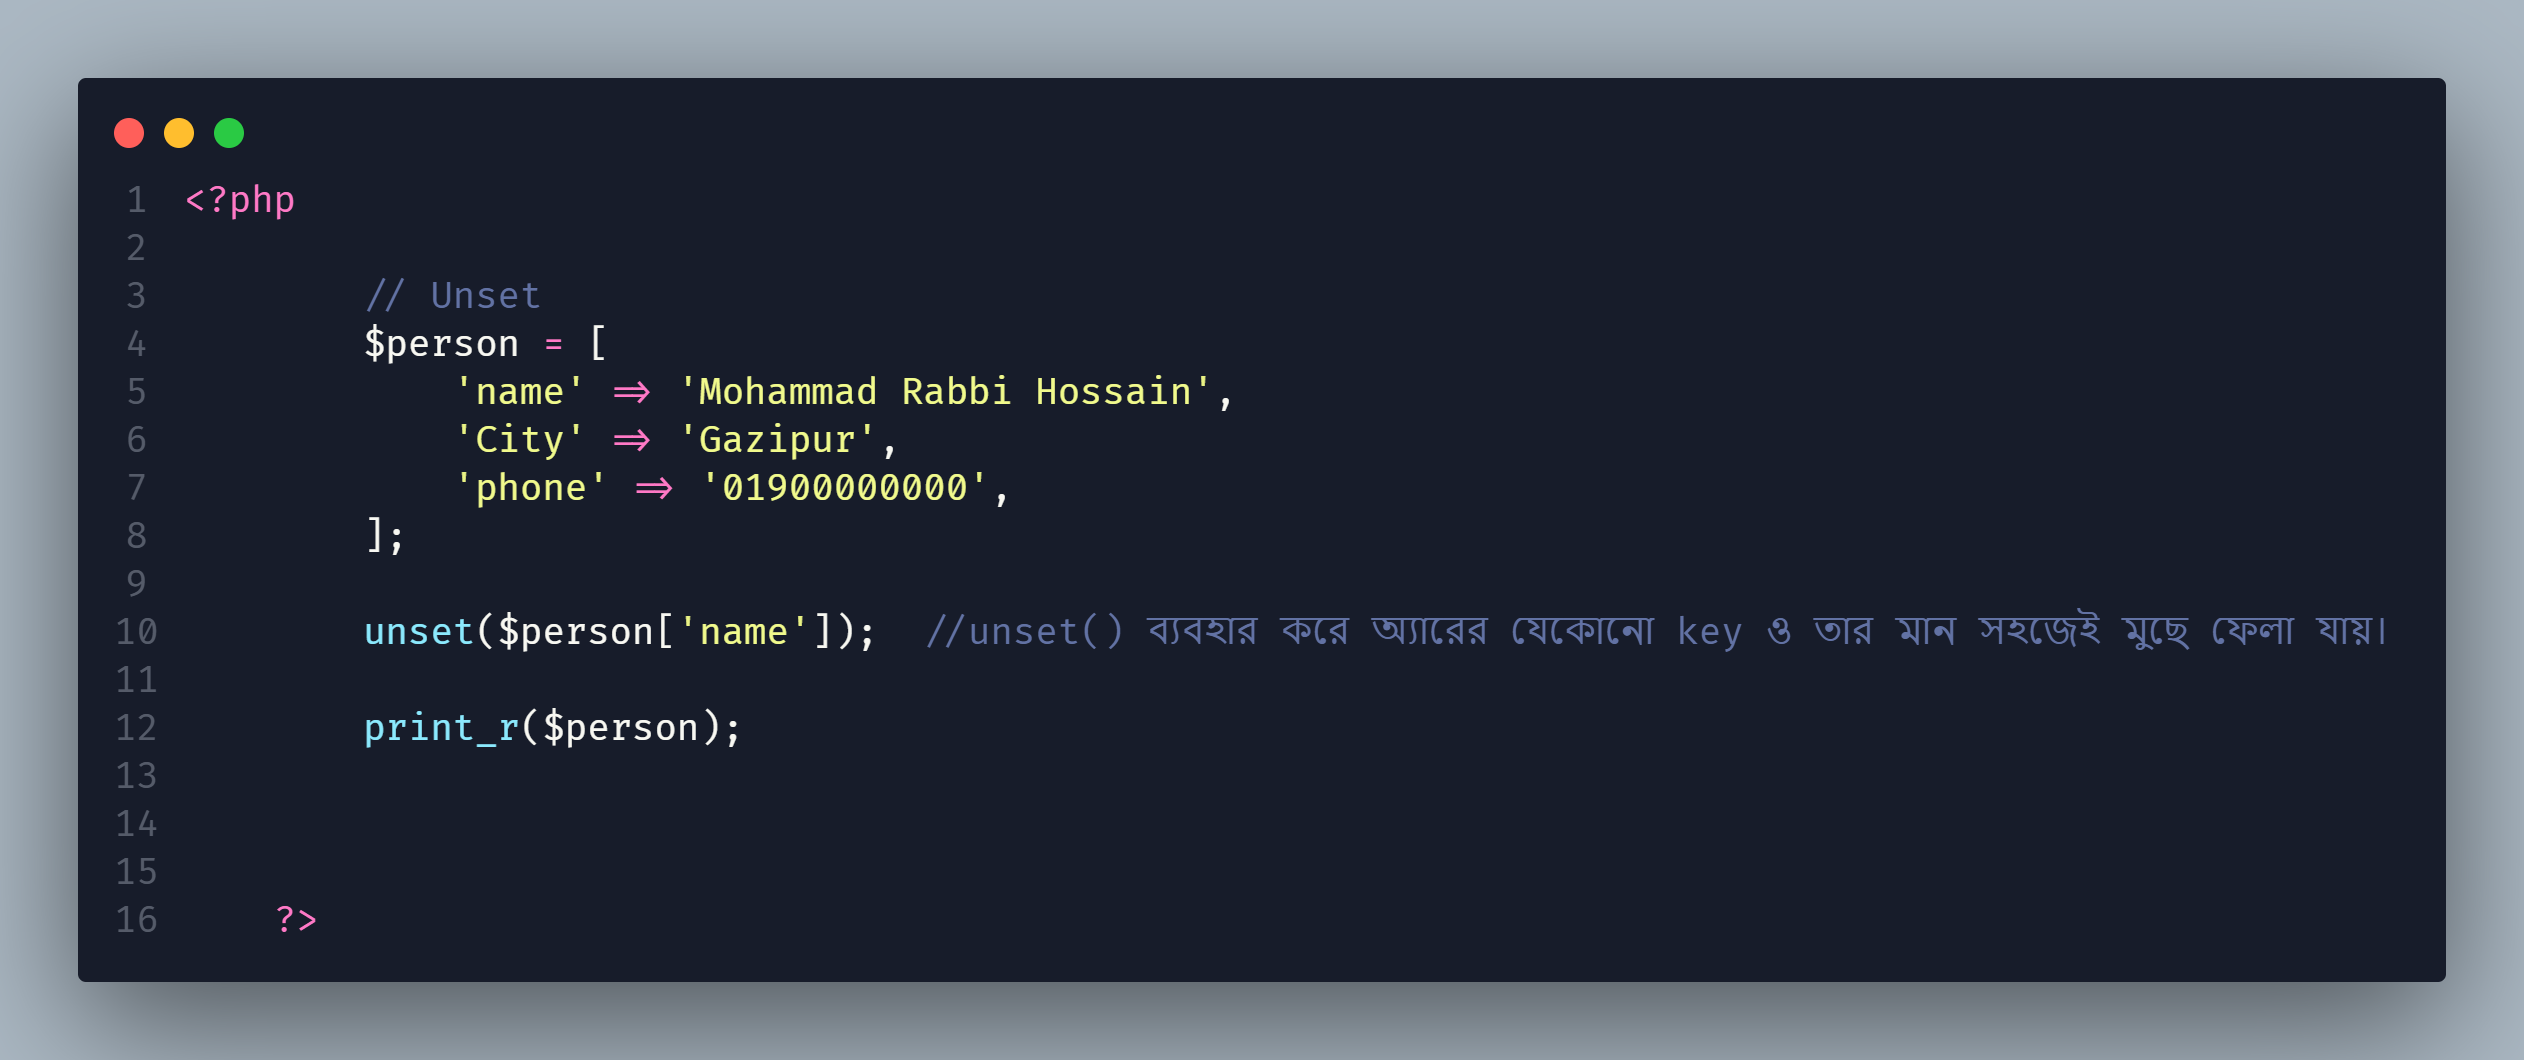 1 <?php
2
3 // Unset
4 $person = [
5 'name' => 'Mohammad Rabbi Hossain',
6 'City' => 'Gazipur',
7 'phone' => '01900000000',
8 ];
9
10 unset($person['name']); //unset() ব্যবহার করে অ্যারের যেকোনো key ও তার মান সহজেই মুছে ফেলা যায়।
11
12 print_r($person);
13
14
15
16 ?>